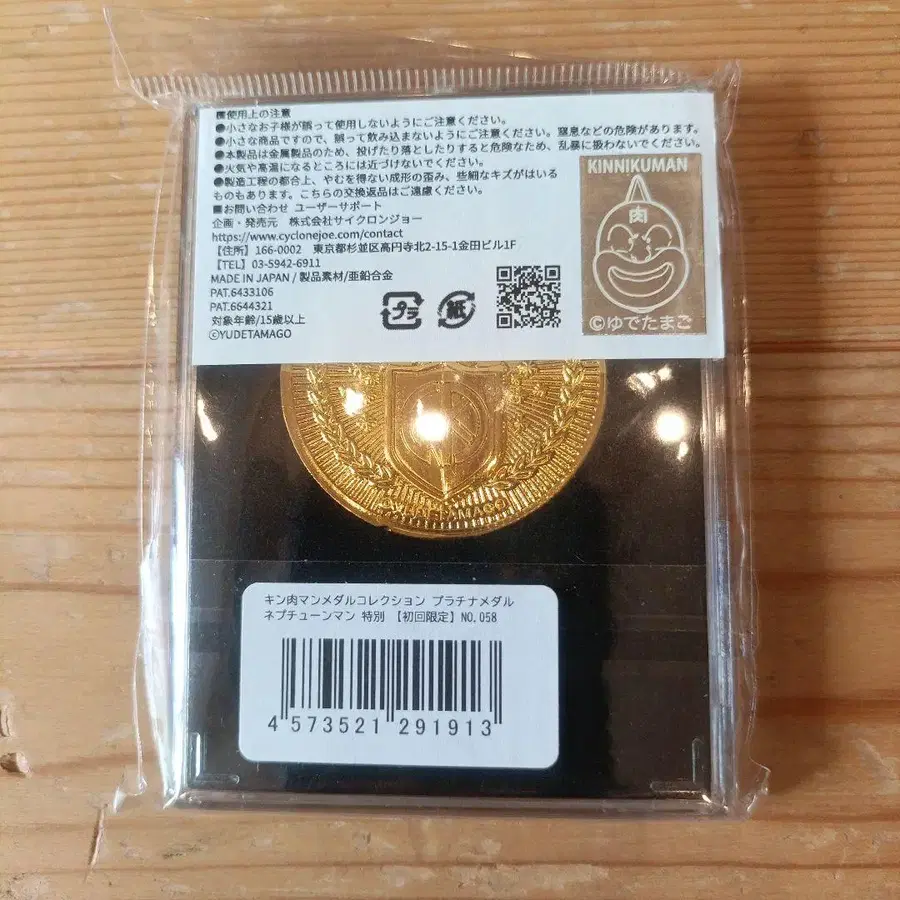 ■使用上の注意
●小さなお子様が誤って使用しないようにご注意ください。
●小さな商品ですので、誤って飲み込まないようにご注意ください。窒息などの危険があります。
●本製品は金属製品のため、投げたり落としたりすると危険なため、乱暴に扱わないでください。
●火気や高温になるところには近づけないでください。
●製造工程の都合上、やむを得ない成形の歪み、些細なキズがはいる
ものもあります。こちらの交換返品はご遠慮ください。
■お問い合わせ ユーザーサポート
企画・発売元 株式会社サイクロンジョー
https://www.cyclonejoe.com/contact
【住所】166-0002 東京都杉並区高円寺北2-15-1金田ビル1F
【TEL】03-5942-6911
MADE IN JAPAN / 製品素材/亜鉛合金
PAT.6433106
PAT.6644321
対象年齢/15歳以上
©YUDETAMAGO
プラ
紙
KINNIKUMAN
肉
©ゆでたまご
YUDETAMAGO
キン肉マンメダルコレクション プラチナメダル
ネプチューンマン 特別 【初回限定】NO.058
4 573521 291913